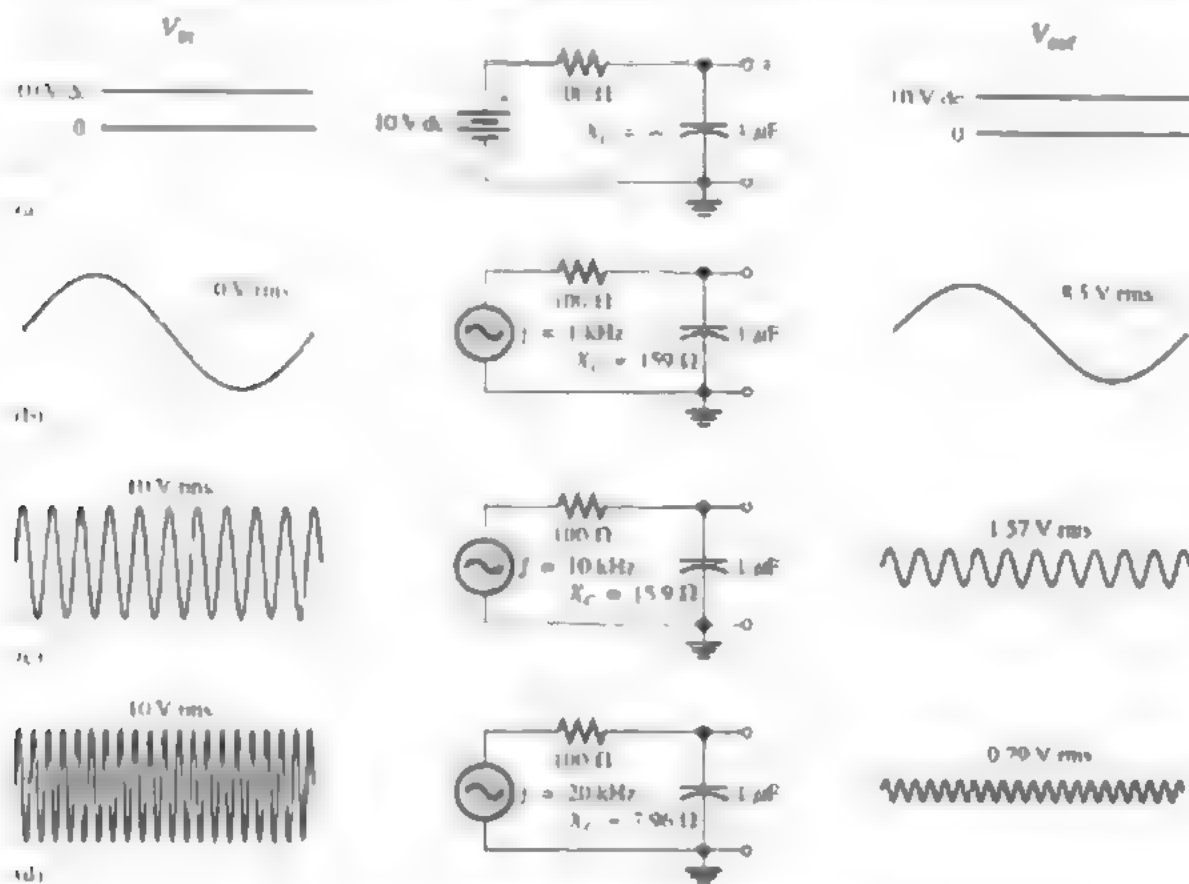 V_out
0
10 V dc
10 V dc
0
1 µF
100 Ω
8.5 V rms
f = 1 kHz
1 µF
X_C = 159 Ω
(b)
10 V rms
100 Ω
1.57 V rms
f = 10 kHz
1 µF
X_C = 15.9 Ω
10 V rms
100 Ω
0.79 V rms
= 20 kHz
1 µF
X_C = 7.96 Ω
(d)